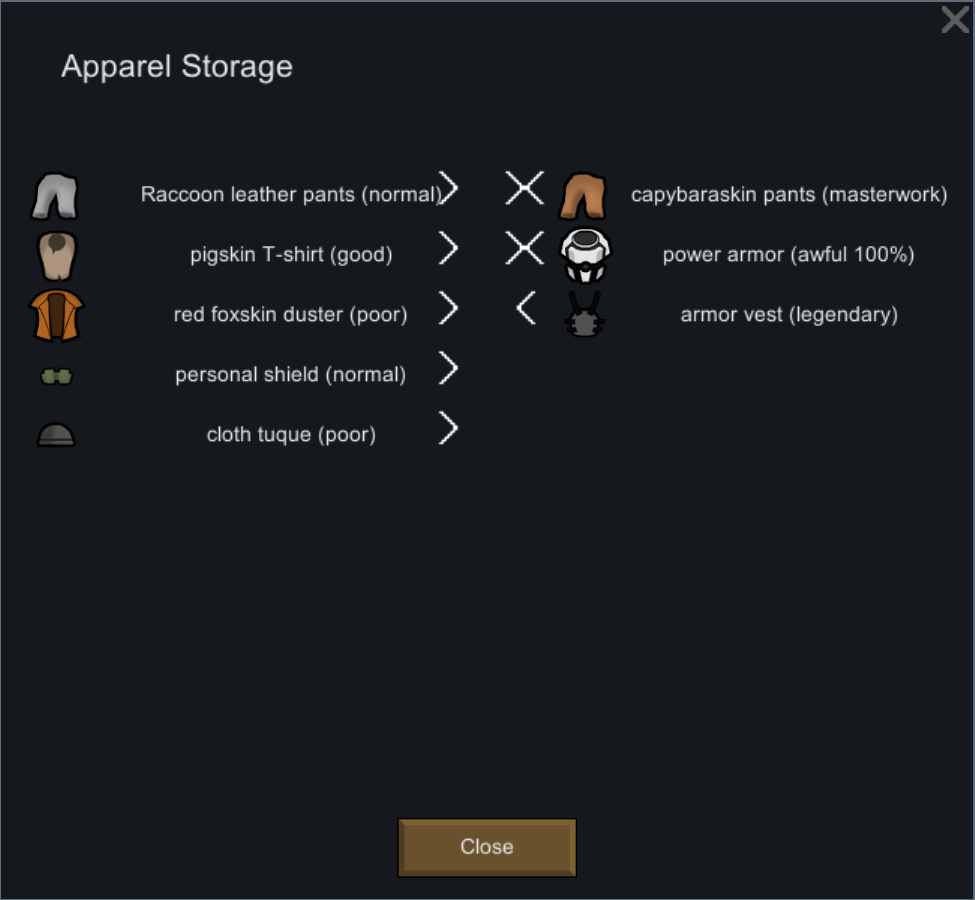 Apparel Storage
Raccoon leather pants (normal)
capybaraskin pants (masterwork)
pigskin T-shirt (good)
power armor (awful 100%)
red foxskin duster (poor)
armor vest (legendary)
personal shield (normal)
cloth tuque (poor)
Close